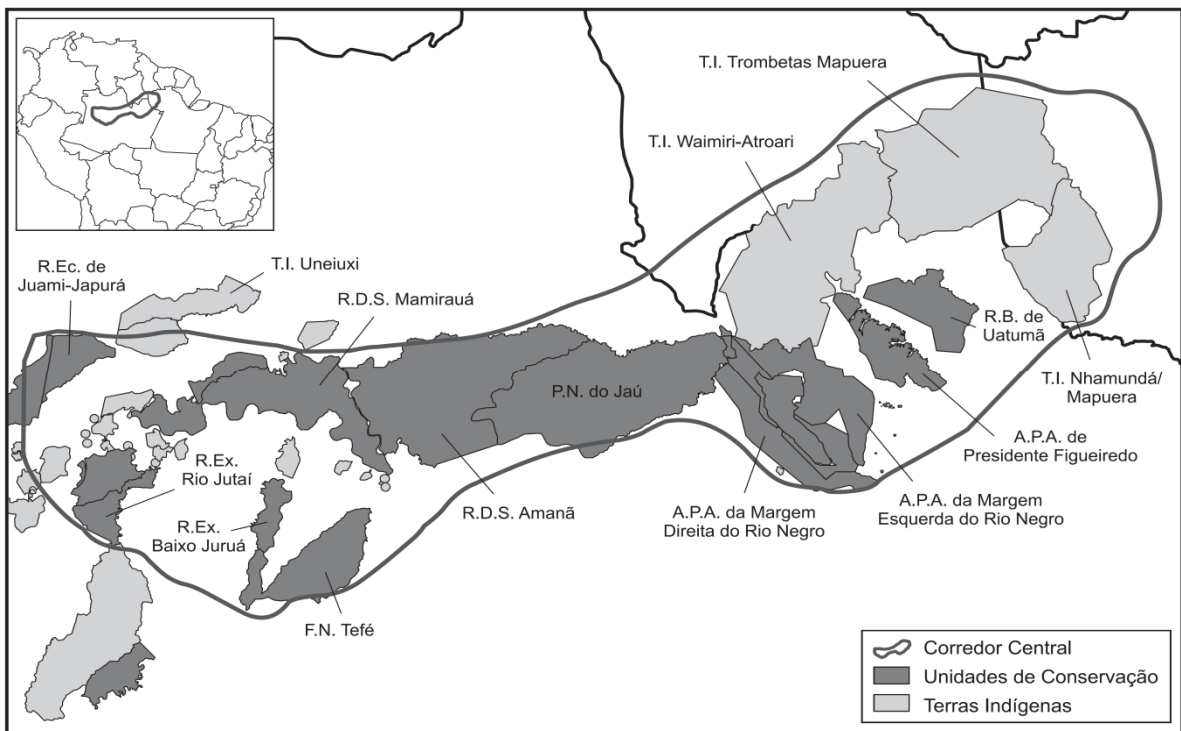 T.I. Trombetas Mapuera
T.I. Waimiri-Atroari
R.Ec. de
Juami-Japurá
T.I. Uneiuxi
R.D.S. Mamirauá
R.B. de
Uatumã
P.N. do Jaú
T.I. Nhamundá/
Mapuera
A.P.A. de
Presidente Figueiredo
R.Ex.
Rio Jutaí
R.D.S. Amanã
A.P.A. da Margem
Direita do Rio Negro
A.P.A. da Margem
Esquerda do Rio Negro
R.Ex.
Baixo Juruá
F.N. Tefé
Corredor Central
Unidades de Conservação
Terras Indígenas